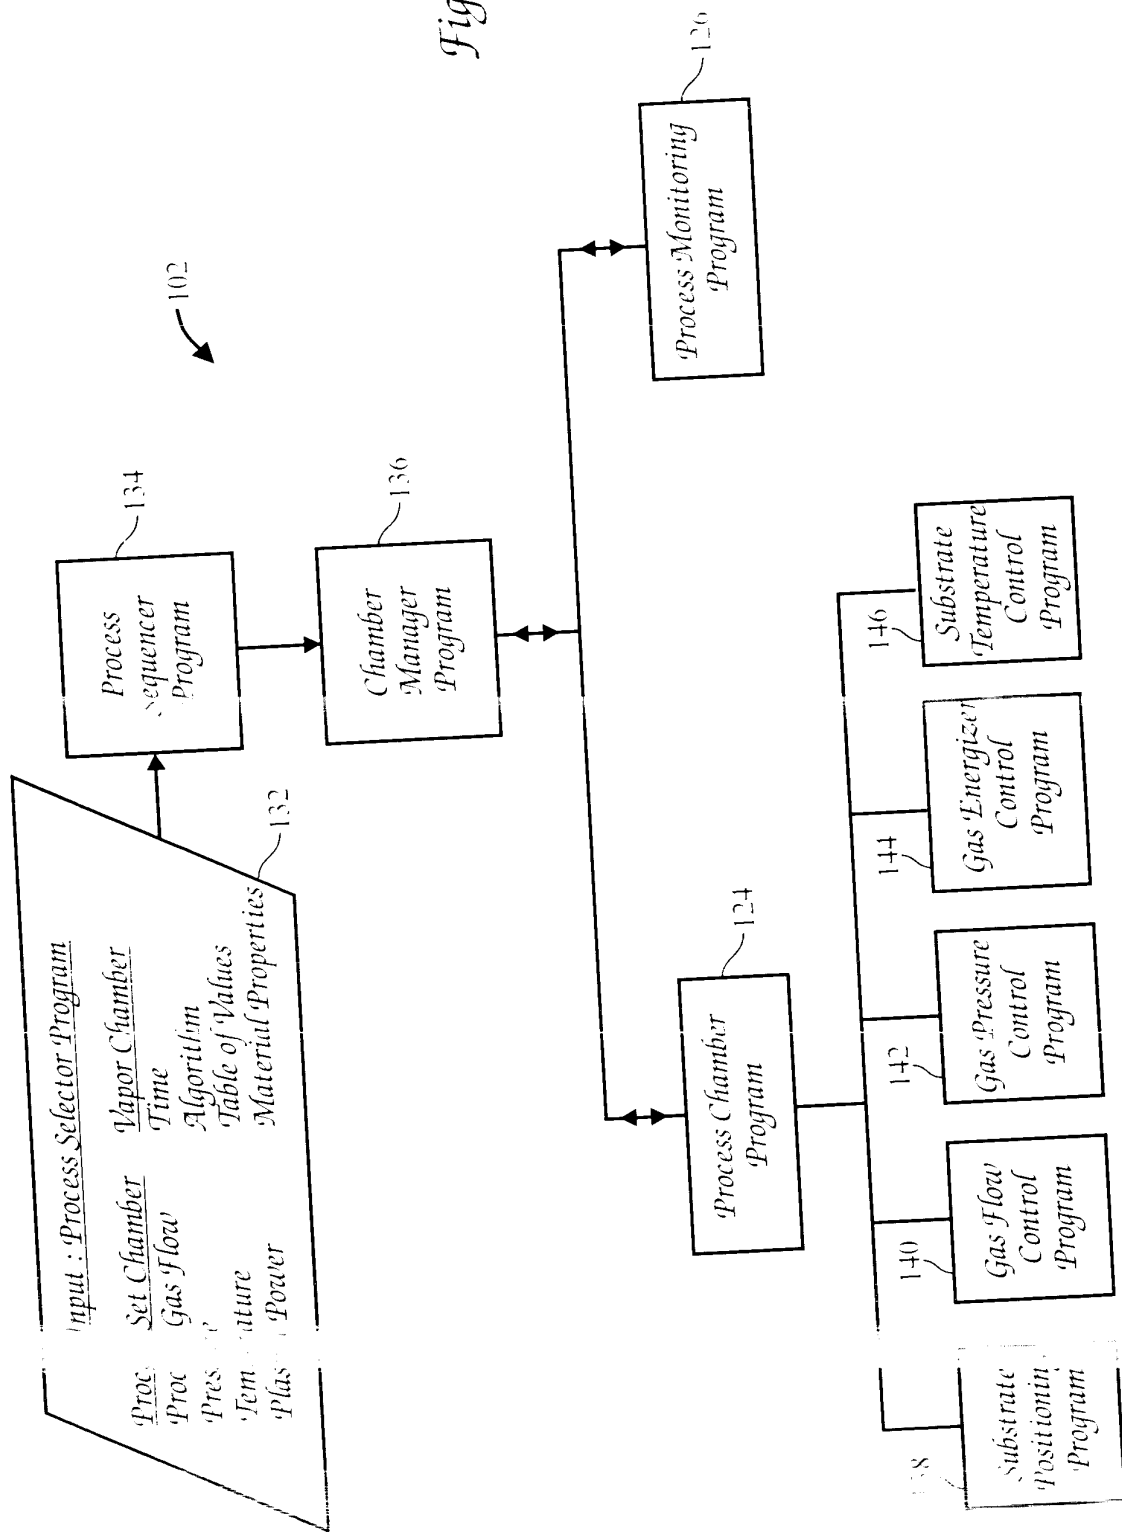 Fig
102
Input : Process Selector Program
Set Chamber
Gas Flow
Power
Vapor Chamber
Time
Algorithm
Table of Values
Material Properties
132
Process
Sequencer
Program
134
Chamber
Manager
Program
136
Process Chamber
Program
124
Process Monitoring
Program
126
Substrate
Positioning
Program
Gas Flow
Control
Program
140
Gas Pressure
Control
Program
142
Gas Energizer
Control
Program
144
Substrate
Temperature
Control
Program
146